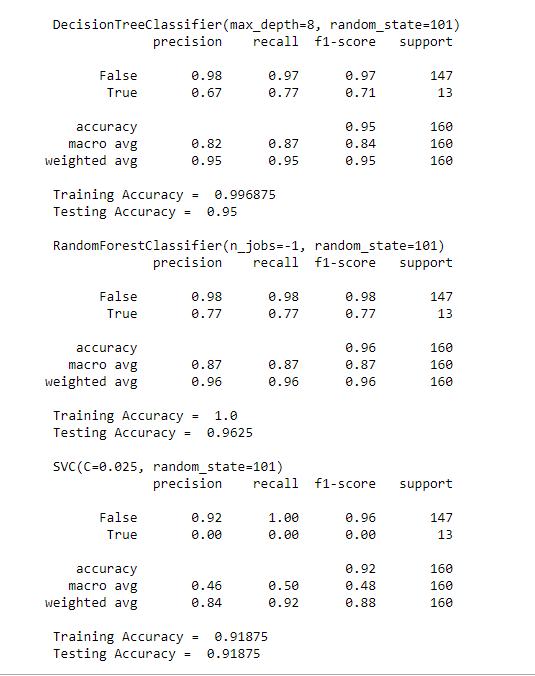 DecisionTreeClassifier(max_depth=8, random_state=101)
precision recall f1-score support
False 0.98 0.97 0.97 147
True 0.67 0.77 0.71 13
accuracy 0.95 160
macro avg 0.82 0.87 0.84 160
weighted avg 0.95 0.95 0.95 160
Training Accuracy = 0.996875
Testing Accuracy = 0.95
RandomForestClassifier(n_jobs=-1, random_state=101)
precision recall f1-score support
False 0.98 0.98 0.98 147
True 0.77 0.77 0.77 13
accuracy 0.96 160
macro avg 0.87 0.87 0.87 160
weighted avg 0.96 0.96 0.96 160
Training Accuracy = 1.0
Testing Accuracy = 0.9625
SVC(C=0.025, random_state=101)
precision recall f1-score support
False 0.92 1.00 0.96 147
True 0.00 0.00 0.00 13
accuracy 0.92 160
macro avg 0.46 0.50 0.48 160
weighted avg 0.84 0.92 0.88 160
Training Accuracy = 0.91875
Testing Accuracy = 0.91875